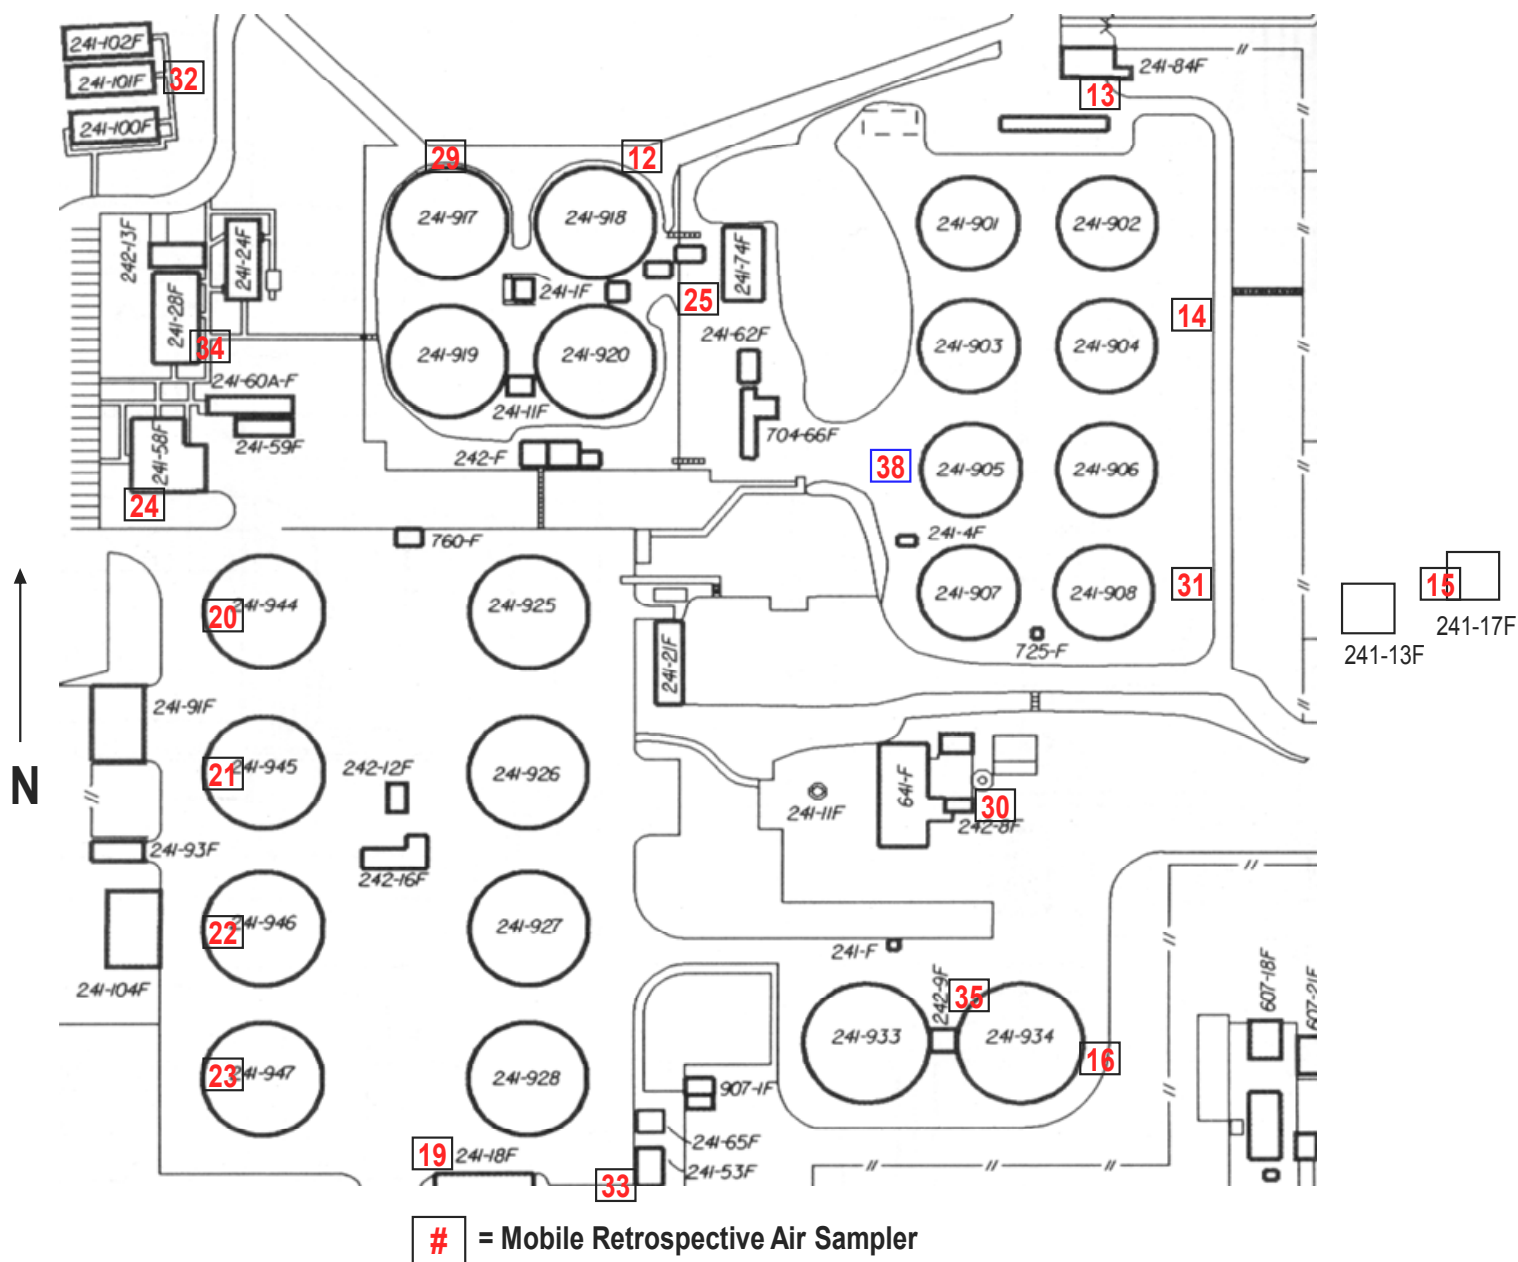 241-102F
241-101F
32
241-100F
241-84F
13
29
12
241-917
241-918
241-901
241-902
242-13F
241-24F
241-74F
241-28F
241-1F
25
14
34
241-62F
241-919
241-920
241-903
241-904
241-60A-F
241-11F
241-59F
704-66F
241-58F
242-F
38
241-905
241-906
24
760-F
241-4F
20
241-944
241-925
241-907
241-908
31
15
241-17F
725-F
241-13F
241-21F
241-91F
21
241-945
242-12F
241-926
N
641-F
30
241-11F
242-8F
241-93F
242-16F
22
241-946
241-927
241-F
241-104F
242-9F
35
607-18F
607-21F
241-933
241-934
16
23
241-947
241-928
907-1F
241-65F
19
241-18F
241-53F
33
# = Mobile Retrospective Air Sampler